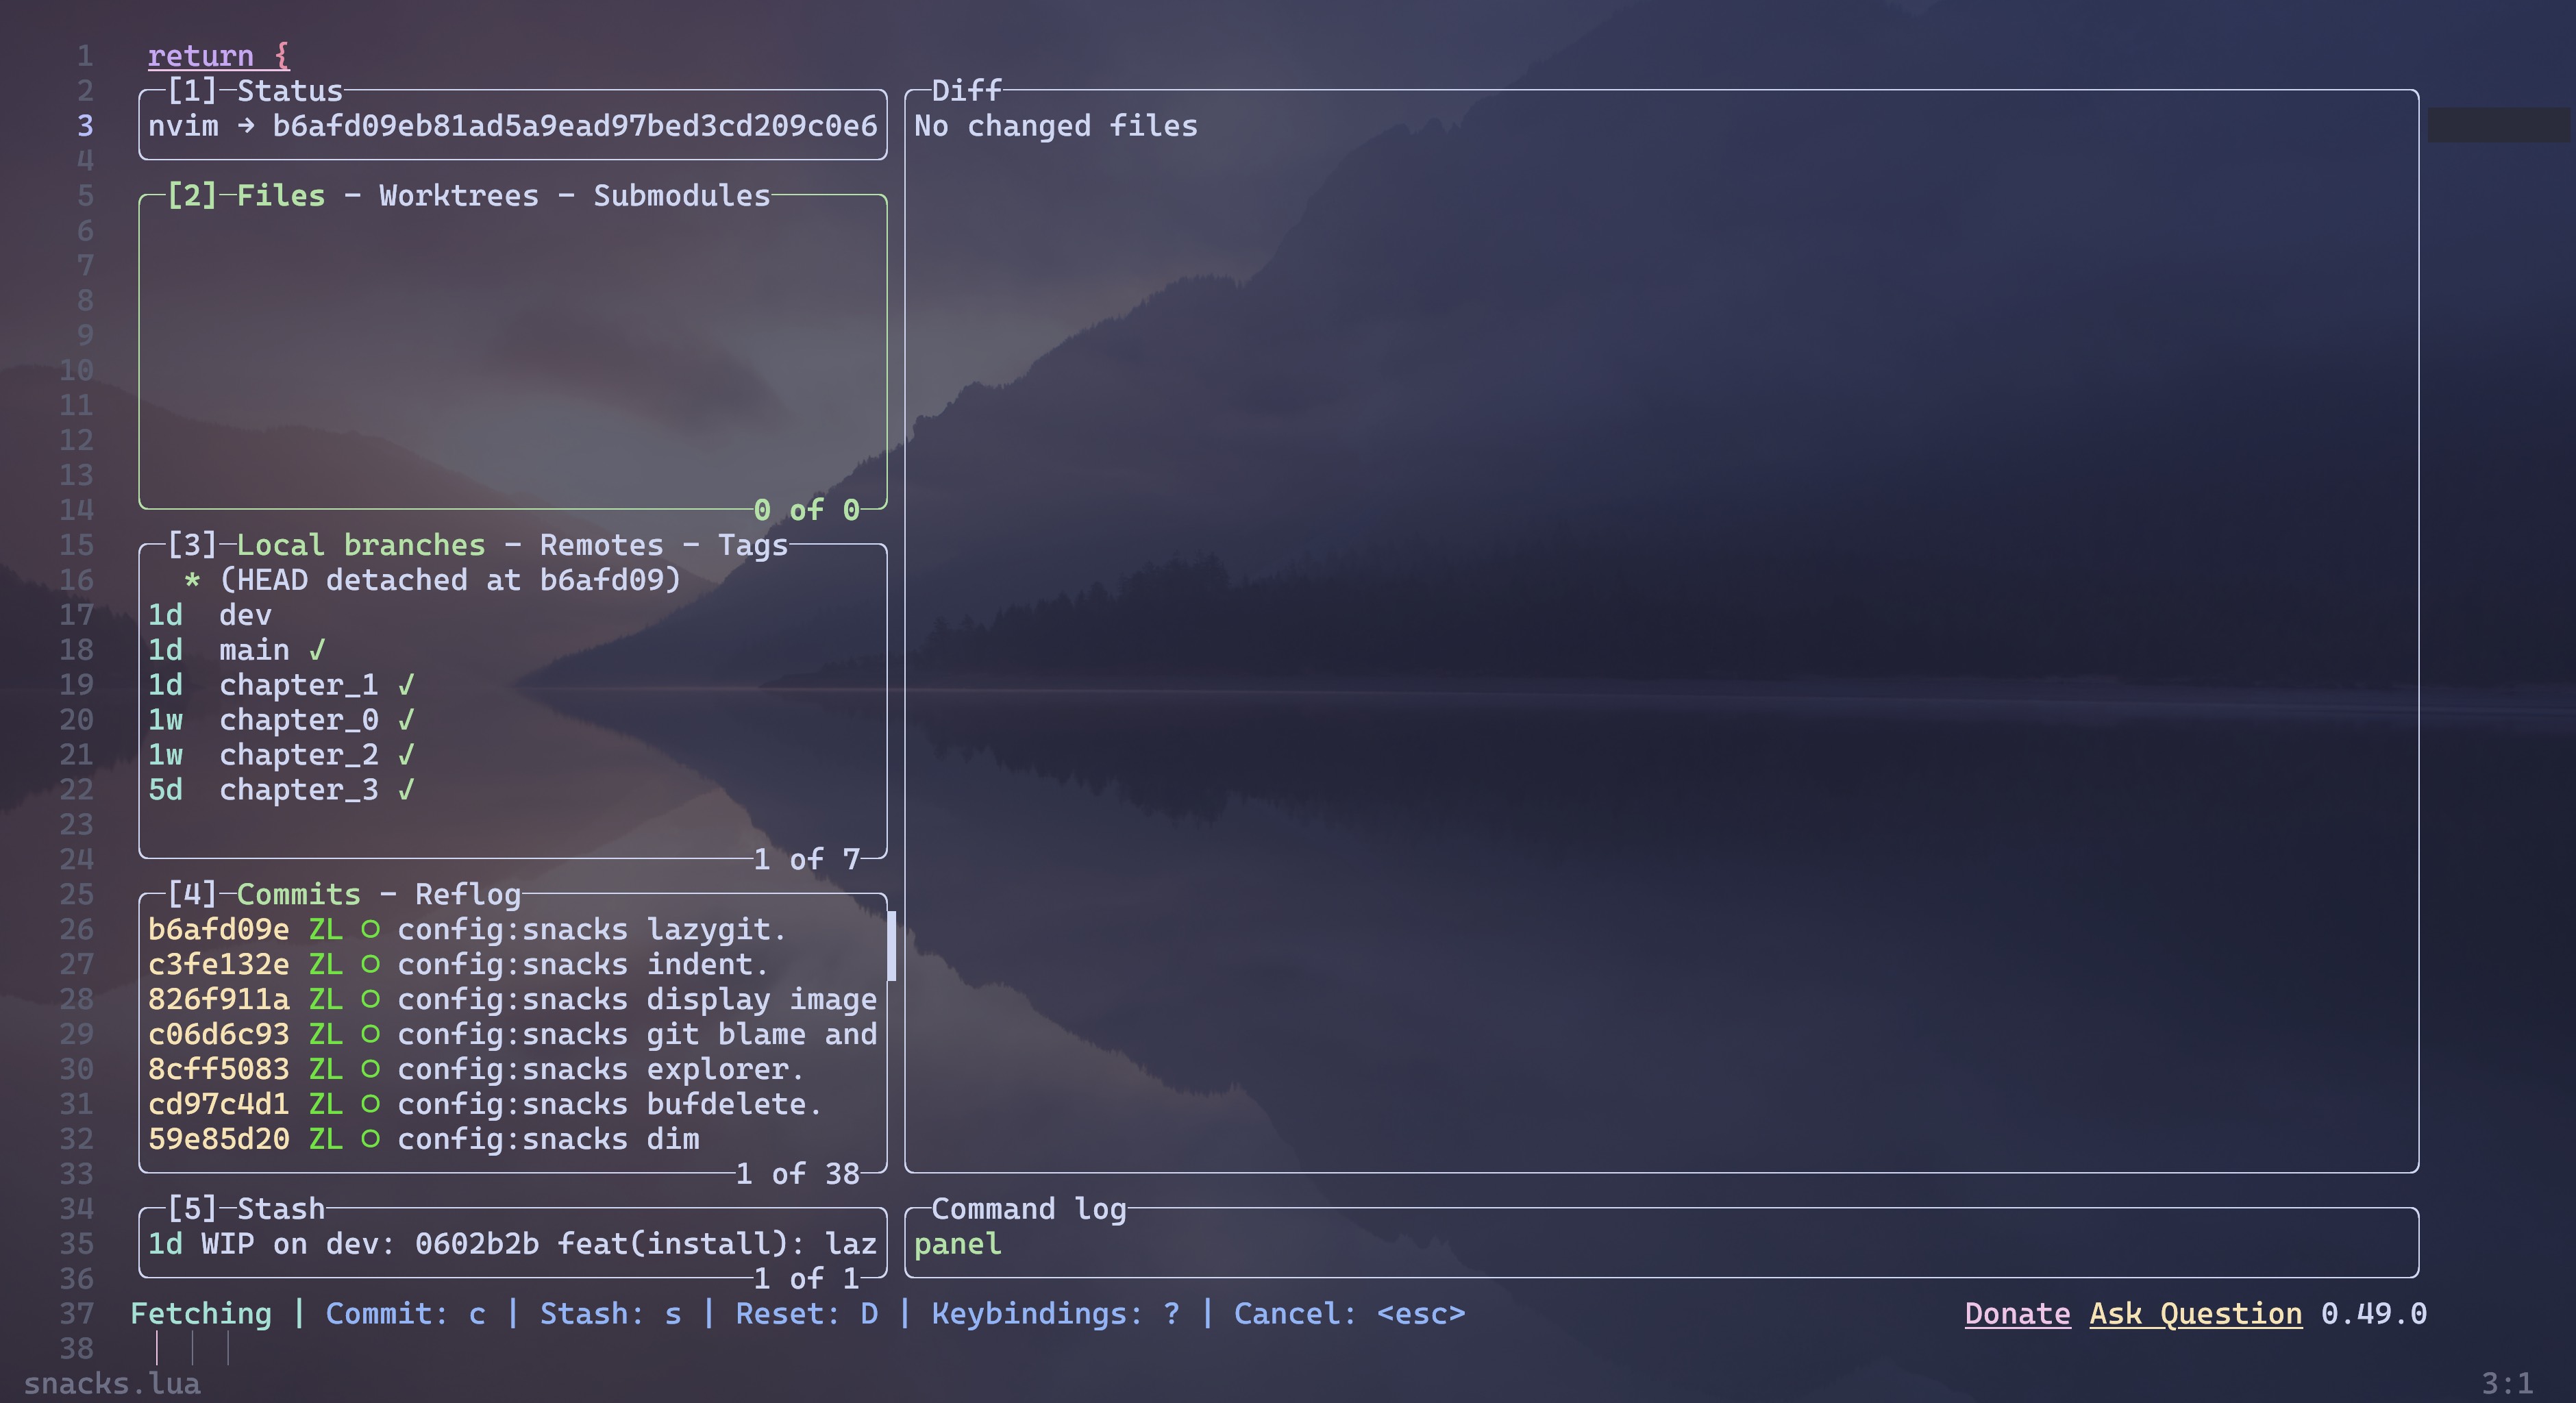 1 return {
2 [1]─Status Diff
3 nvim → b6afd09eb81ad5a9ead97bed3cd209c0e6 No changed files
4
5 [2]─Files - Worktrees - Submodules
6
7
8
9
10
11
12
13
14 0 of 0
15 [3]─Local branches - Remotes - Tags
16 * (HEAD detached at b6afd09)
17 1d dev
18 1d main ✓
19 1d chapter_1 ✓
20 1w chapter_0 ✓
21 1w chapter_2 ✓
22 5d chapter_3 ✓
23
24 1 of 7
25 [4]─Commits - Reflog
26 b6afd09e ZL ○ config:snacks lazygit.
27 c3fe132e ZL ○ config:snacks indent.
28 826f911a ZL ○ config:snacks display image
29 c06d6c93 ZL ○ config:snacks git blame and
30 8cff5083 ZL ○ config:snacks explorer.
31 cd97c4d1 ZL ○ config:snacks bufdelete.
32 59e85d20 ZL ○ config:snacks dim
33 1 of 38
34 [5]─Stash Command log
35 1d WIP on dev: 0602b2b feat(install): laz panel
36 1 of 1
37 Fetching | Commit: c | Stash: s | Reset: D | Keybindings: ? | Cancel: <esc> Donate Ask Question 0.49.0
38
snacks.lua 3:1